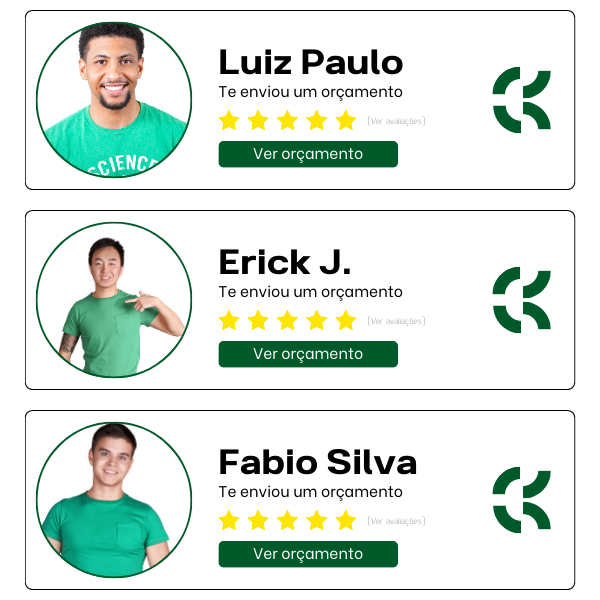 SCIENCE
Luiz Paulo
Te enviou um orçamento
[Ver avaliações]
Ver orçamento
Erick J.
Te enviou um orçamento
[Ver avaliações]
Ver orçamento
Fabio Silva
Te enviou um orçamento
[Ver avaliações]
Ver orçamento